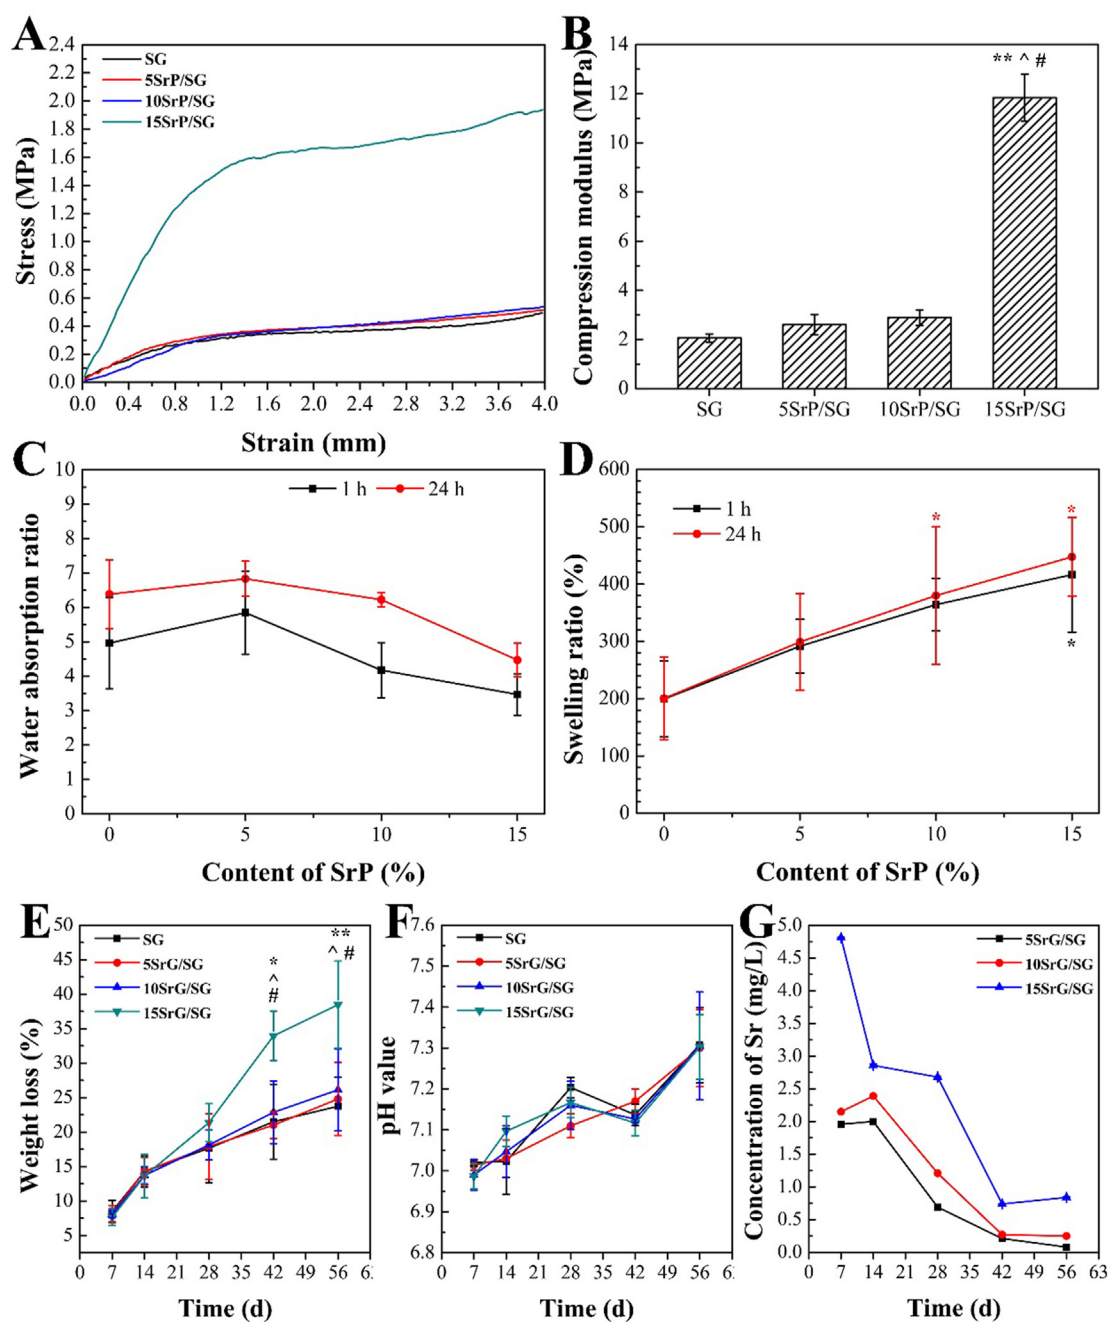 A
2.4
2.2
2.0
1.8
1.6
1.4
1.2
1.0
0.8
0.6
0.4
0.2
0.0
Stress (MPa)
SG
5SrP/SG
10SrP/SG
15SrP/SG
0.0 0.4 0.8 1.2 1.6 2.0 2.4 2.8 3.2 3.6 4.0
Strain (mm)
B
14
12
10
8
6
4
2
0
Compression modulus (MPa)
** ^ #
SG 5SrP/SG 10SrP/SG 15SrP/SG
C
10
9
8
7
6
5
4
3
2
1
0
Water absorption ratio
1 h 24 h
0 5 10 15
Content of SrP (%)
D
600
500
400
300
200
100
0
Swelling ratio (%)
1 h
24 h
* *
*
0 5 10 15
Content of SrP (%)
E
50
45
40
35
30
25
20
15
10
5
Weight loss (%)
SG
5SrG/SG
10SrG/SG
15SrG/SG
*
^
#
**
^ #
0 7 14 21 28 35 42 49 56 63
Time (d)
F
7.6
7.5
7.4
7.3
7.2
7.1
7.0
6.9
6.8
pH value
SG
5SrG/SG
10SrG/SG
15SrG/SG
0 7 14 21 28 35 42 49 56 63
Time (d)
G
5.0
4.5
4.0
3.5
3.0
2.5
2.0
1.5
1.0
0.5
0.0
Concentration of Sr (mg/L)
5SrG/SG
10SrG/SG
15SrG/SG
0 7 14 21 28 35 42 49 56 63
Time (d)